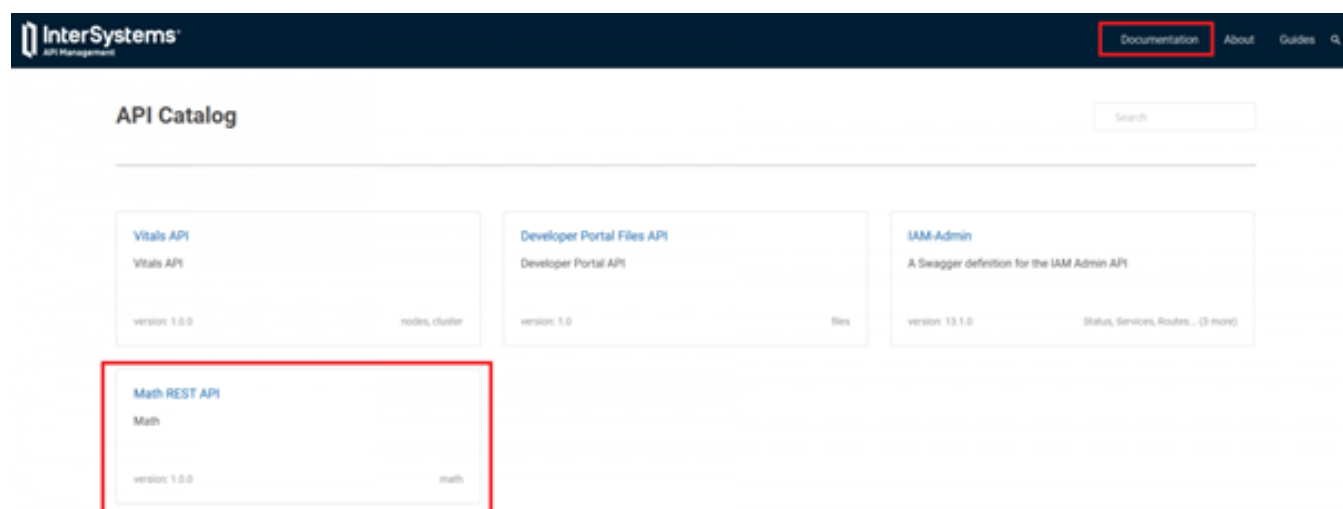 InterSystems
API Management
Documentation About Guides
API Catalog
Search
Vitals API
Vitals API
version: 1.0.0 nodes, cluster
Developer Portal Files API
Developer Portal API
version: 1.0 files
IAM-Admin
A Swagger definition for the IAM Admin API
version: 13.1.0 Status, Services, Routes... (3 more)
Math REST API
Math
version: 1.0.0 math